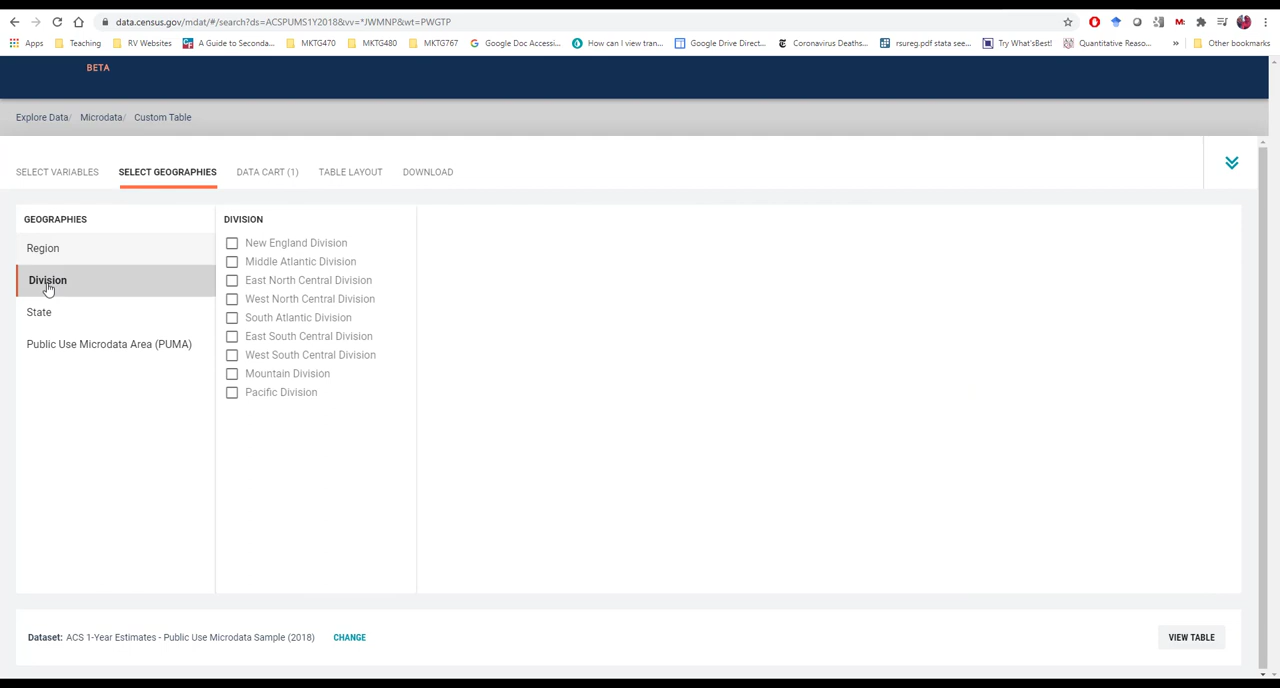 data.census.gov/mdat/#/search?ds=ACSPUMS1Y2018&vv=*JWMNP&wt=PWGTP
Apps Teaching RV Websites A Guide to Seconda... MKTG470 MKTG480 MKTG767 Google Doc Accessi... How can I view tran... Google Drive Direct... Coronavirus Deaths... rsureg.pdf stata see... Try What'sBest! Quantitative Reaso... » Other bookmarks
BETA
Explore Data/ Microdata/ Custom Table
SELECT VARIABLES SELECT GEOGRAPHIES DATA CART (1) TABLE LAYOUT DOWNLOAD
GEOGRAPHIES
Region
Division
State
Public Use Microdata Area (PUMA)
DIVISION
New England Division
Middle Atlantic Division
East North Central Division
West North Central Division
South Atlantic Division
East South Central Division
West South Central Division
Mountain Division
Pacific Division
Dataset: ACS 1-Year Estimates - Public Use Microdata Sample (2018) CHANGE
VIEW TABLE